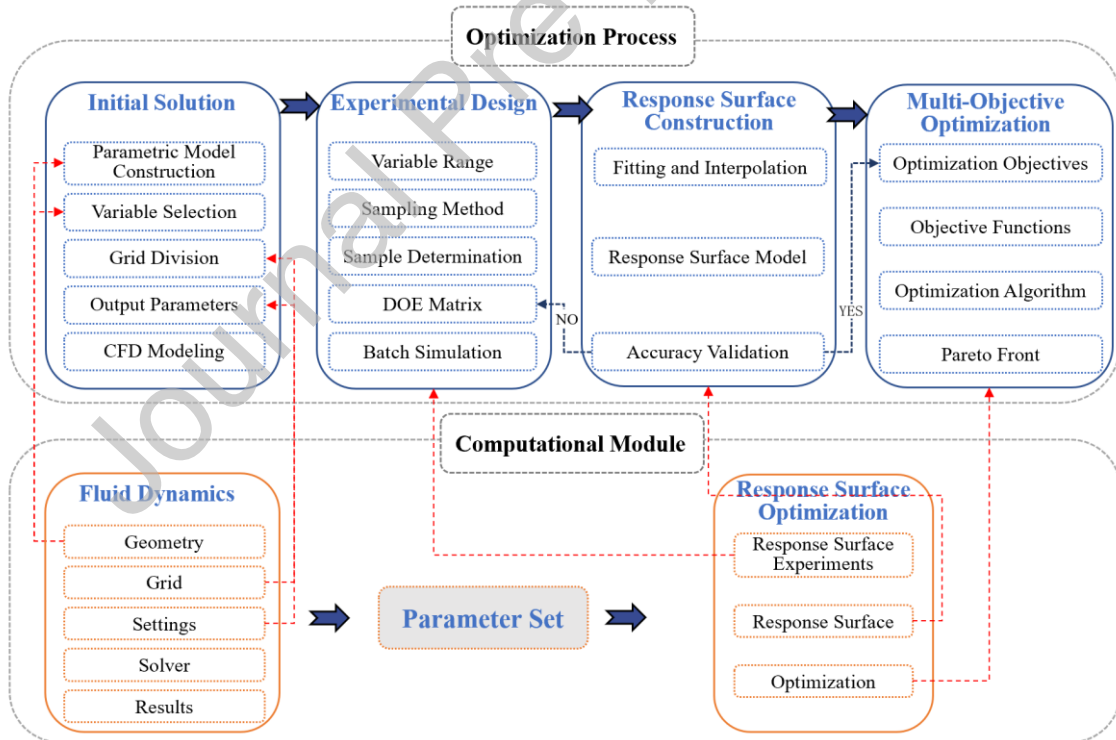 Optimization Process
Initial Solution
Parametric Model
Construction
Variable Selection
Grid Division
Output Parameters
CFD Modeling
Experimental Design
Variable Range
Sampling Method
Sample Determination
DOE Matrix
Batch Simulation
Response Surface
Construction
Fitting and Interpolation
Response Surface Model
Accuracy Validation
NO
YES
Multi-Objective
Optimization
Optimization Objectives
Objective Functions
Optimization Algorithm
Pareto Front
Computational Module
Fluid Dynamics
Geometry
Grid
Settings
Solver
Results
Parameter Set
Response Surface
Optimization
Response Surface
Experiments
Response Surface
Optimization
Journal Pre